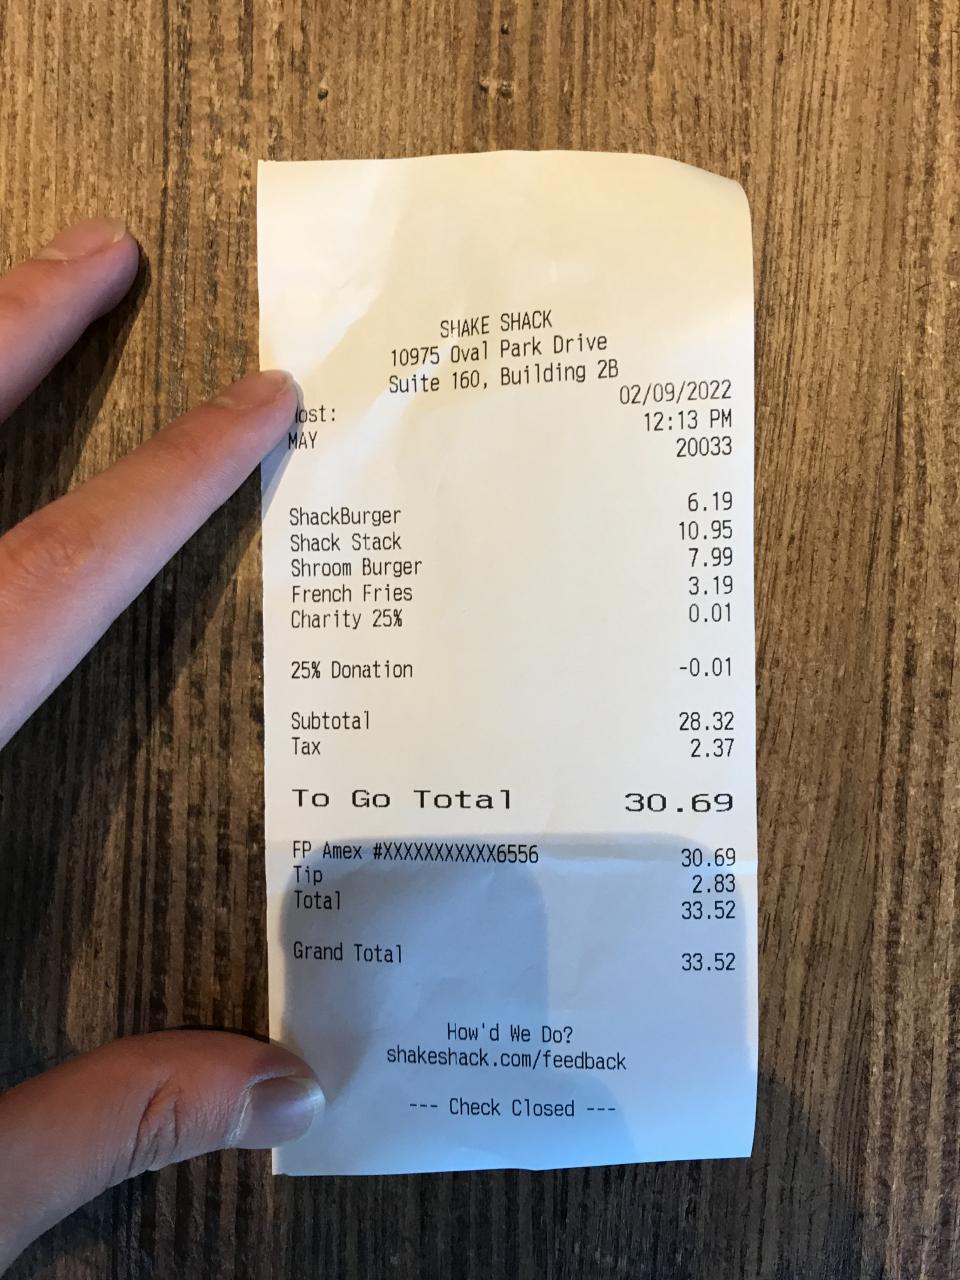 SHAKE SHACK
10975 Oval Park Drive
Suite 160, Building 2B
02/09/2022
ost: 12:13 PM
MAY 20033
ShackBurger 6.19
Shack Stack 10.95
Shroom Burger 7.99
French Fries 3.19
Charity 25% 0.01
25% Donation -0.01
Subtotal 28.32
Tax 2.37
To Go Total 30.69
FP Amex #XXXXXXXXXXX6556 30.69
Tip 2.83
Total 33.52
Grand Total 33.52
How'd We Do?
shakeshack.com/feedback
--- Check Closed ---